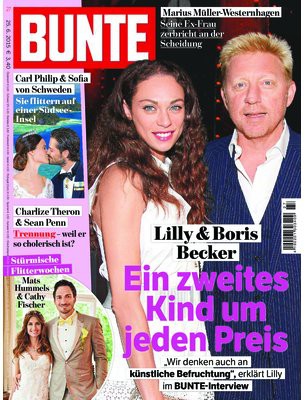 Marius Müller-Westernhagen
Seine Ex-Frau
zerbricht an der
Scheidung
BUNTE
25.6.2015 € 3,40
Carl Philip & Sofia
von Schweden
Sie flittern auf
einer Südsee-
Insel
Charlize Theron
& Sean Penn
Trennung – weil er
so cholerisch ist?
Stürmische
Flitterwochen
Mats
Hummels
& Cathy
Fischer
Lilly & Boris
Becker
Ein zweites
Kind um
jeden Preis
„Wir denken auch an
künstliche Befruchtung", erklärt Lilly
im BUNTE-Interview